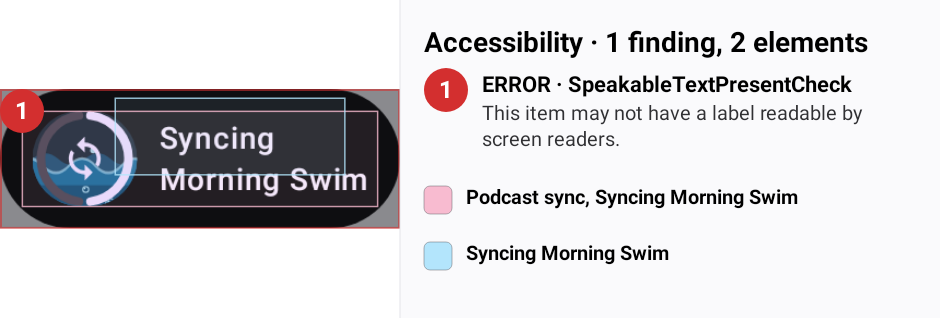 1
Syncing
Morning Swim
Accessibility · 1 finding, 2 elements
1
ERROR · SpeakableTextPresentCheck
This item may not have a label readable by
screen readers.
Podcast sync, Syncing Morning Swim
Syncing Morning Swim